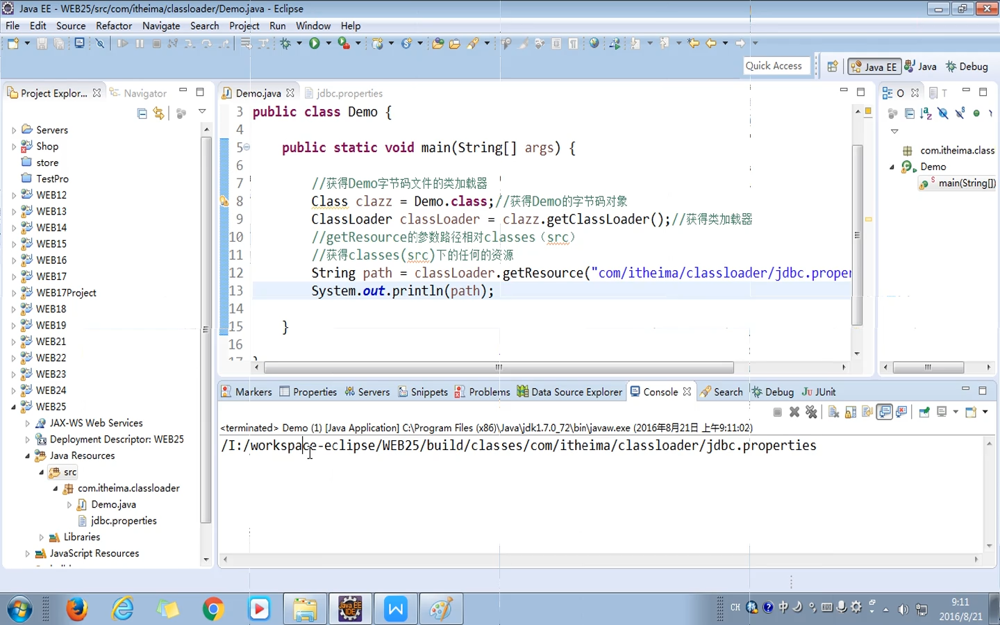 Java EE - WEB25/src/com/itheima/classloader/Demo.java - Eclipse
File Edit Source Refactor Navigate Search Project Run Window Help
Quick Access Java EE Java Debug
Project Explor... Navigator
Servers
Shop
store
TestPro
WEB12
WEB13
WEB14
WEB15
WEB16
WEB17
WEB17Project
WEB18
WEB19
WEB21
WEB22
WEB23
WEB24
WEB25
JAX-WS Web Services
Deployment Descriptor: WEB25
Java Resources
src
com.itheima.classloader
Demo.java
jdbc.properties
Libraries
JavaScript Resources
Demo.java jdbc.properties
3 public class Demo {
4
5 public static void main(String[] args) {
6
7 //获得Demo字节码文件的类加载器
8 Class clazz = Demo.class;//获得Demo的字节码对象
9 ClassLoader classLoader = clazz.getClassLoader();//获得类加载器
10 //getResource的参数路径相对classes（src）
11 //获得classes(src)下的任何的资源
12 String path = classLoader.getResource("com/itheima/classloader/jdbc.proper
13 System.out.println(path);
14
15 }
16
O T
com.itheima.class
Demo
S main(String[])
Markers Properties Servers Snippets Problems Data Source Explorer Console Search Debug Ju JUnit
<terminated> Demo (1) [Java Application] C:\Program Files (x86)\Java\jdk1.7.0_72\bin\javaw.exe (2016年8月21日 上午9:11:02)
/I:/workspace-eclipse/WEB25/build/classes/com/itheima/classloader/jdbc.properties
Java EE
IDE
W
CH
中
9:11
2016/8/21